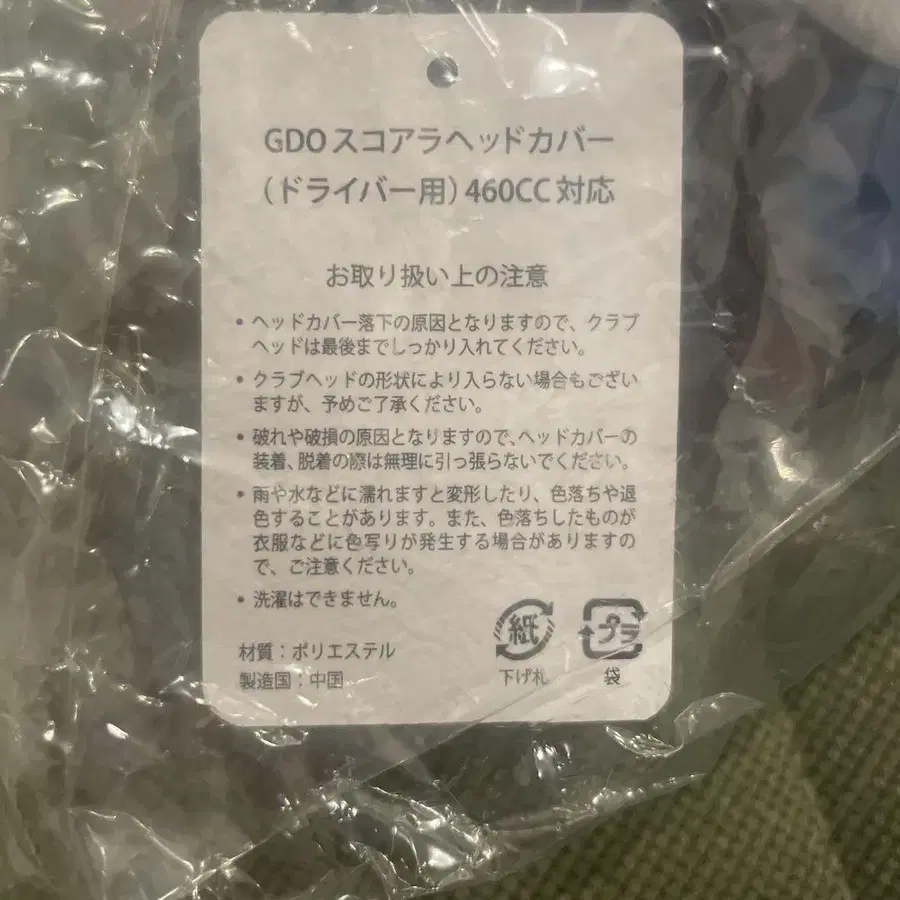 GDO スコアラヘッドカバー
(ドライバー用) 460CC 対応
お取り扱い上の注意
• ヘッドカバー落下の原因となりますので、クラブ
ヘッドは最後までしっかり入れてください。
• クラブヘッドの形状により入らない場合もござい
ますが、予めご了承ください。
• 破れや破損の原因となりますので、ヘッドカバーの
装着、脱着の際は無理に引っ張らないでください。
• 雨や水などに濡れますと変形したり、色落ちや退
色することがあります。また、色落ちしたものが
衣服などに色写りが発生する場合がありますの
で、ご注意ください。
• 洗濯はできません。
材質：ポリエステル
製造国：中国
紙
下げ札
プラ
袋